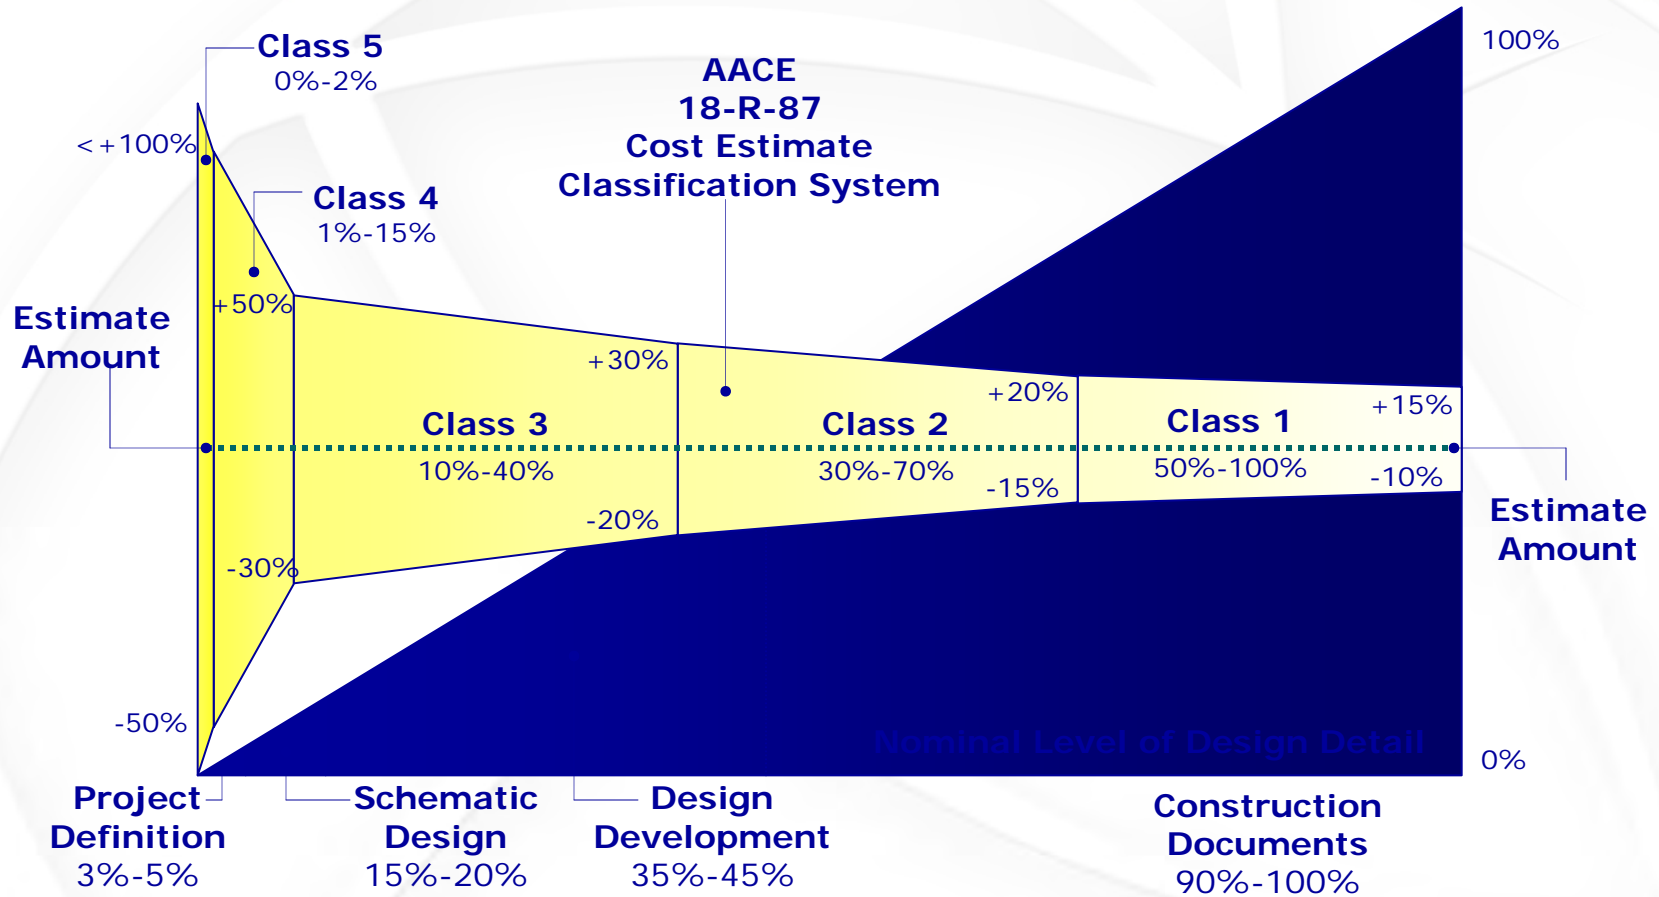 Class 5
0%-2%
AACE
18-R-87
Cost Estimate
Classification System
100%
<+100%
Class 4
1%-15%
+50%
Estimate
Amount
+30%
+20%
+15%
Class 3
10%-40%
Class 2
30%-70%
Class 1
50%-100%
-10%
-15%
-20%
Estimate
Amount
-30%
-50%
Nominal Level of Design Detail
0%
Project
Definition
3%-5%
Schematic
Design
15%-20%
Design
Development
35%-45%
Construction
Documents
90%-100%